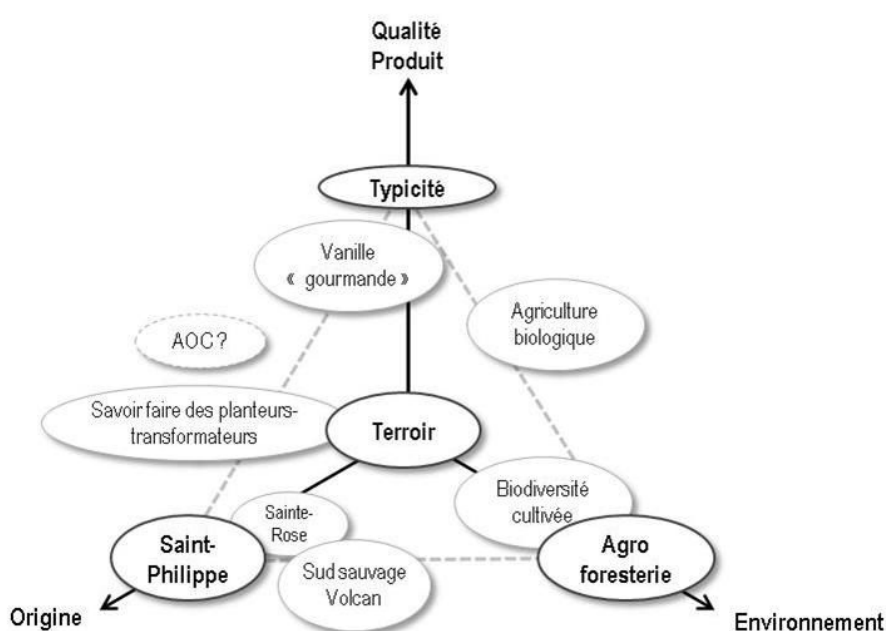 Qualité
Produit
Typicité
Vanille
« gourmande »
Agriculture
biologique
AOC ?
Savoir faire des planteurs-
transformateurs
Terroir
Biodiversité
cultivée
Sainte-
Rose
Saint-
Philippe
Sud sauvage
Volcan
Agro
foresterie
Origine
Environnement